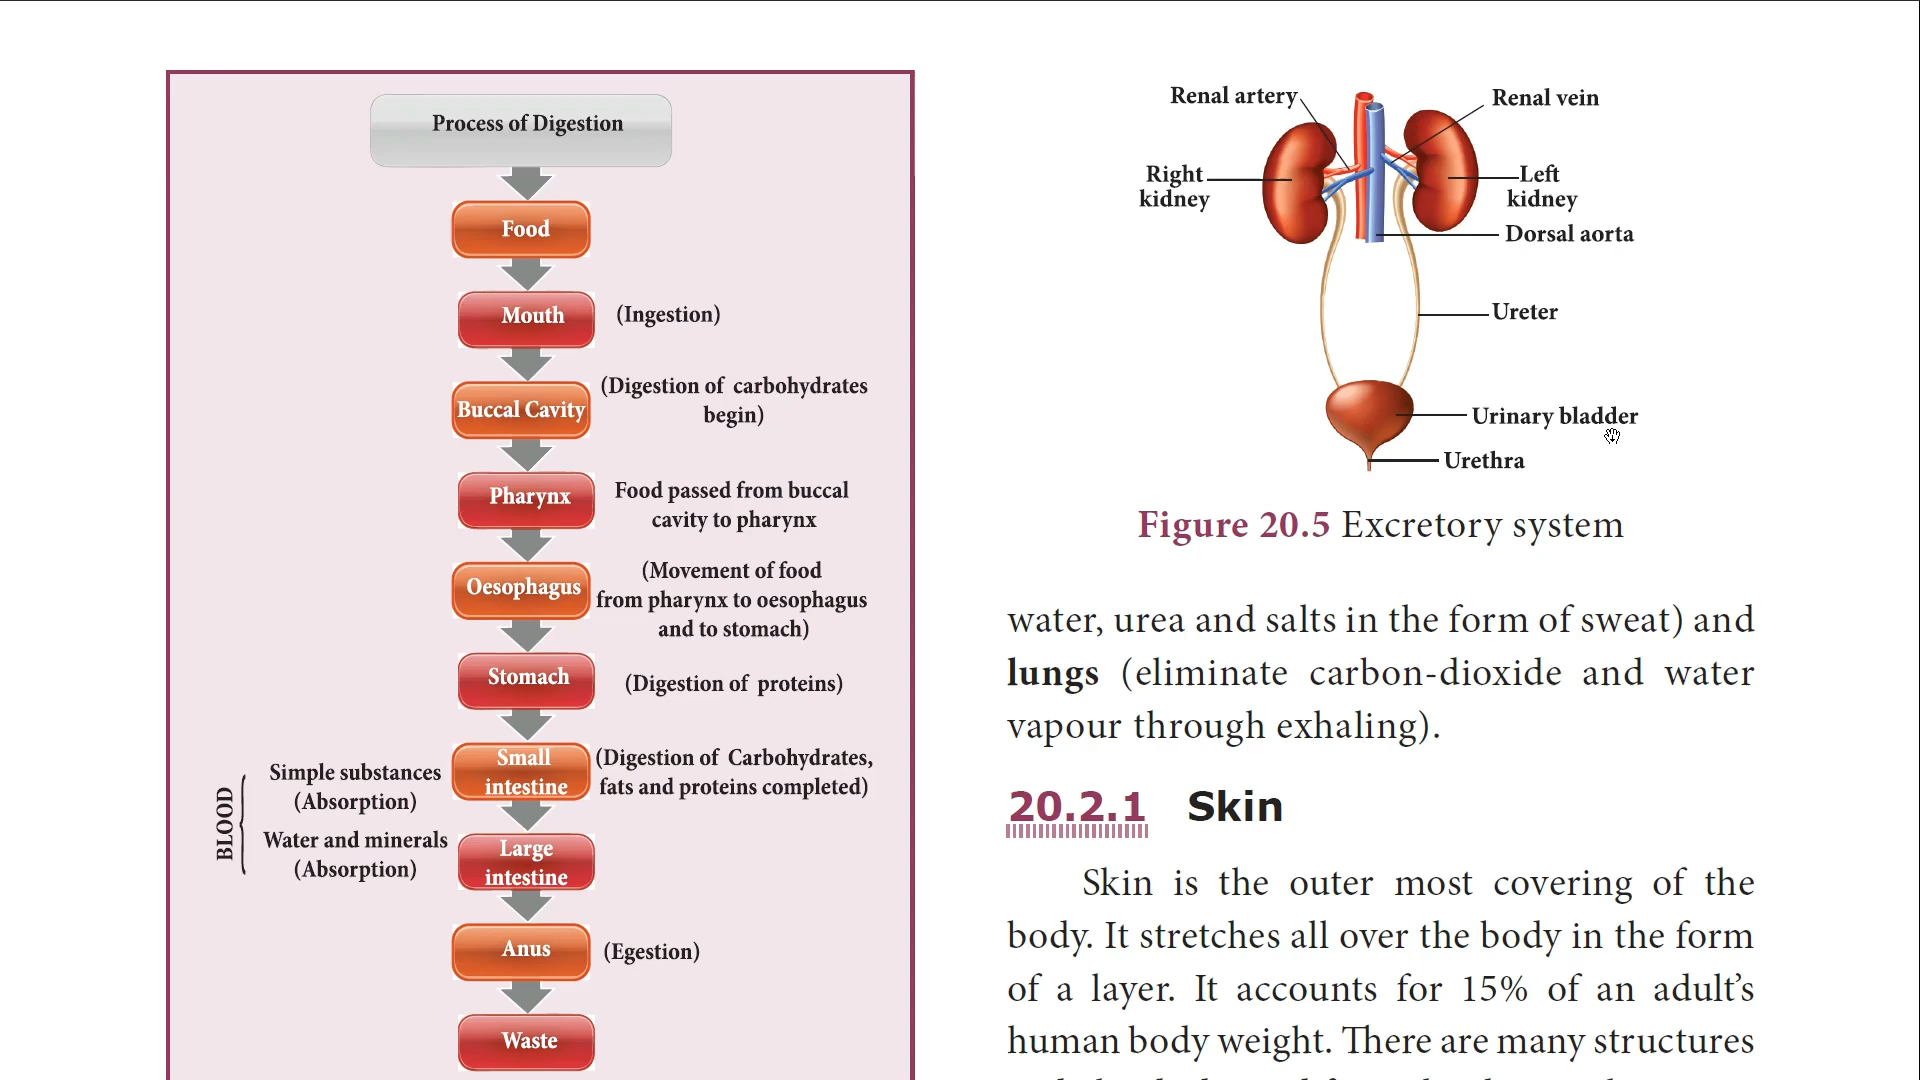 Process of Digestion
Food
Mouth
(Ingestion)
Buccal Cavity
(Digestion of carbohydrates
begin)
Pharynx
Food passed from buccal
cavity to pharynx
Oesophagus
(Movement of food
from pharynx to oesophagus
and to stomach)
Stomach
(Digestion of proteins)
Small
intestine
(Digestion of Carbohydrates,
fats and proteins completed)
BLOOD
Simple substances
(Absorption)
Water and minerals
(Absorption)
Large
intestine
Anus
(Egestion)
Waste
Renal artery
Renal vein
Right
kidney
Left
kidney
Dorsal aorta
Ureter
Urinary bladder
Urethra
Figure 20.5 Excretory system
water, urea and salts in the form of sweat) and
lungs (eliminate carbon-dioxide and water
vapour through exhaling).
20.2.1 Skin
Skin is the outer most covering of the
body. It stretches all over the body in the form
of a layer. It accounts for 15% of an adult’s
human body weight. There are many structures